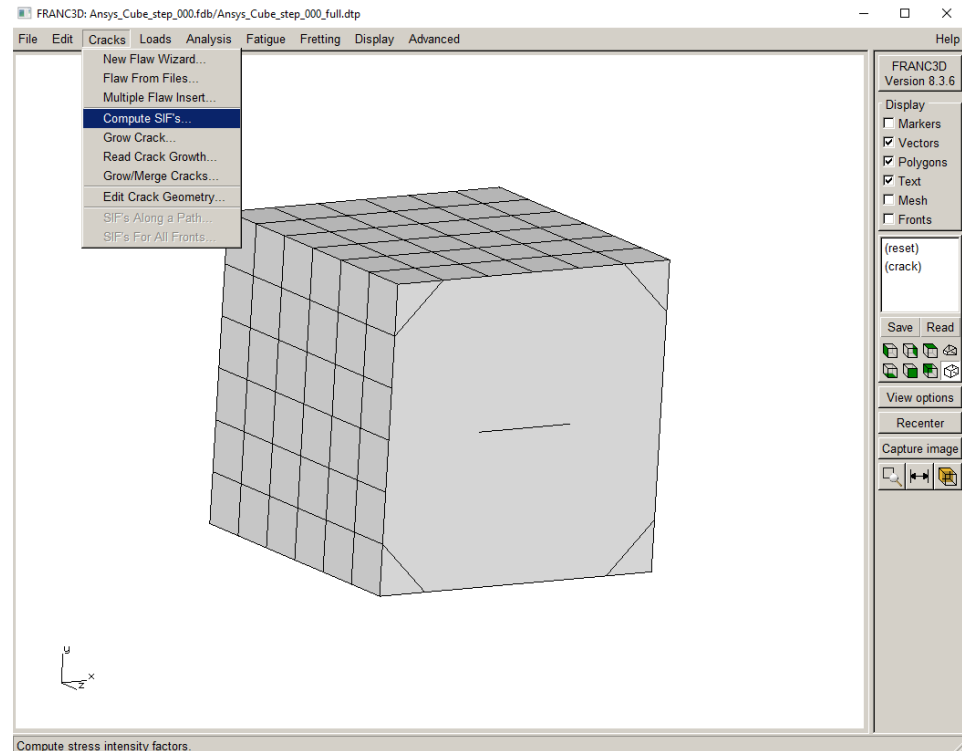 FRANC3D: Ansys_Cube_step_000.fdb/Ansys_Cube_step_000_full.dtp
File Edit Cracks Loads Analysis Fatigue Fretting Display Advanced Help
New Flaw Wizard...
Flaw From Files...
Multiple Flaw Insert...
Compute SIF's...
Grow Crack...
Read Crack Growth...
Grow/Merge Cracks...
Edit Crack Geometry...
SIF's Along a Path...
SIF's For All Fronts...
FRANC3D
Version 8.3.6
Display
Markers
Vectors
Polygons
Text
Mesh
Fronts
(reset)
(crack)
Save Read
View options
Recenter
Capture image
y
x
z
Compute stress intensity factors.